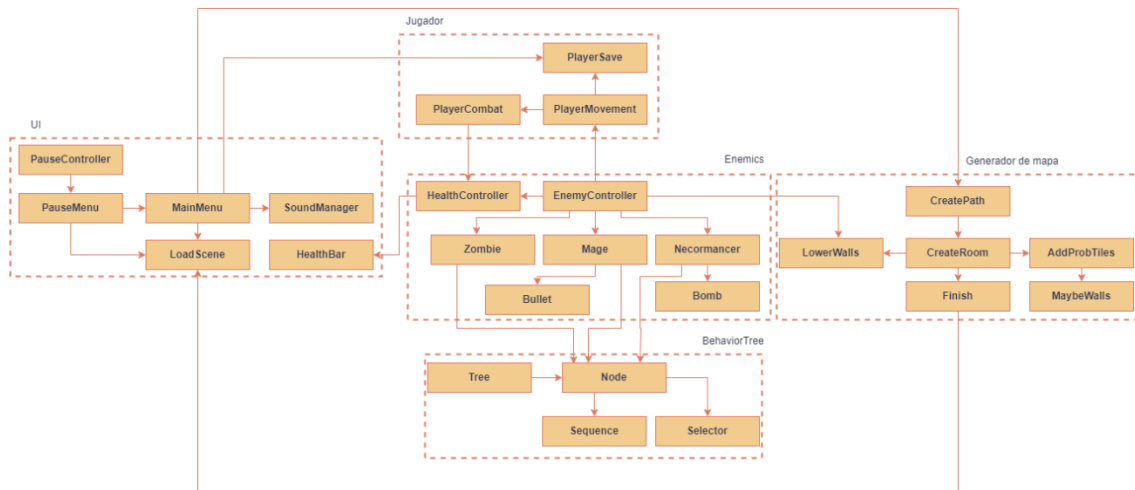 Jugador
PlayerSave
PlayerCombat
PlayerMovement
UI
PauseController
PauseMenu
MainMenu
SoundManager
LoadScene
HealthBar
Enemics
HealthController
EnemyController
Zombie
Mage
Necormancer
Bullet
Bomb
Generador de mapa
CreatePath
LowerWalls
CreateRoom
AddProbTiles
Finish
MaybeWalls
BehaviorTree
Tree
Node
Sequence
Selector